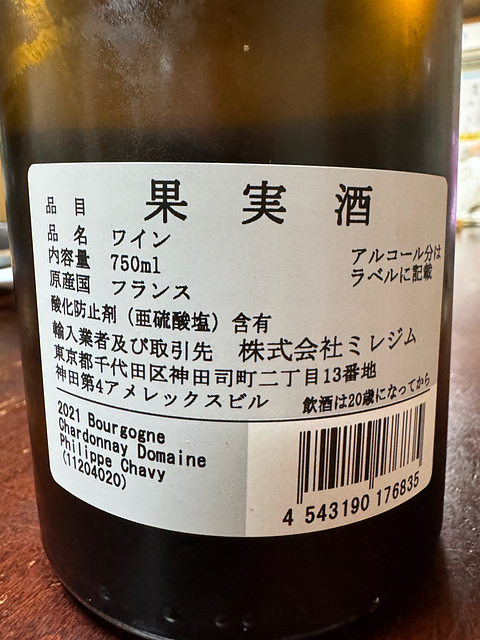 品目 果実酒
品名 ワイン
内容量 750ml
アルコール分は
ラベルに記載
原産国 フランス
酸化防止剤（亜硫酸塩）含有
輸入業者及び取引先 株式会社ミレジム
東京都千代田区神田司町二丁目13番地
神田第4アメレックスビル 飲酒は20歳になってから
2021 Bourgogne
Chardonnay Domaine
Philippe Chavy
(11204020)
4 543190 176835